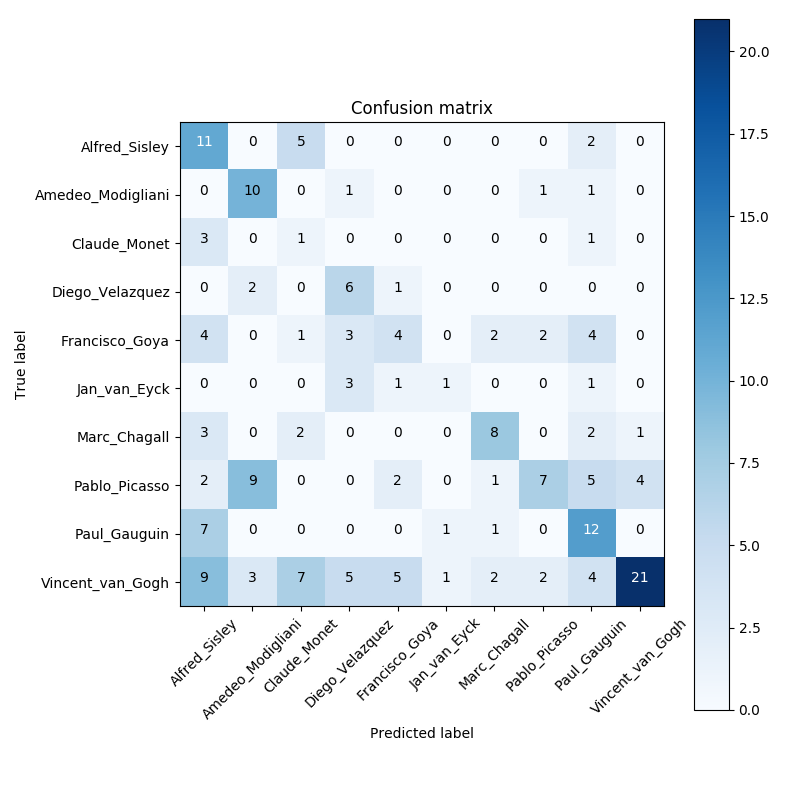 Confusion matrix
Alfred_Sisley 11 0 5 0 0 0 0 0 2 0
Amedeo_Modigliani 0 10 0 1 0 0 0 1 1 0
Claude_Monet 3 0 1 0 0 0 0 0 1 0
Diego_Velazquez 0 2 0 6 1 0 0 0 0 0
Francisco_Goya 4 0 1 3 4 0 2 2 4 0
Jan_van_Eyck 0 0 0 3 1 1 0 0 1 0
Marc_Chagall 3 0 2 0 0 0 8 0 2 1
Pablo_Picasso 2 9 0 0 2 0 1 7 5 4
Paul_Gauguin 7 0 0 0 0 1 1 0 12 0
Vincent_van_Gogh 9 3 7 5 5 1 2 2 4 21
True label
Alfred_Sisley
Amedeo_Modigliani
Claude_Monet
Diego_Velazquez
Francisco_Goya
Jan_van_Eyck
Marc_Chagall
Pablo_Picasso
Paul_Gauguin
Vincent_van_Gogh
Predicted label
20.0
17.5
15.0
12.5
10.0
7.5
5.0
2.5
0.0